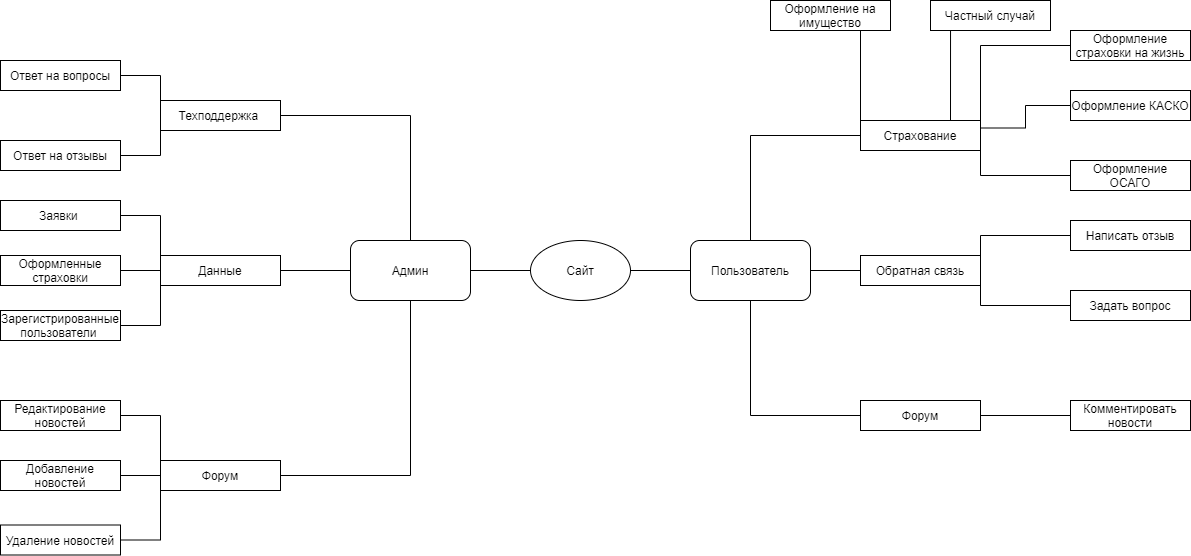 Оформление на
имущество
Частный случай
Оформление
страховки на жизнь
Ответ на вопросы
Оформление КАСКО
Техподдержка
Страхование
Ответ на отзывы
Оформление
ОСАГО
Заявки
Написать отзыв
Оформленные
страховки
Данные
Админ
Сайт
Пользователь
Обратная связь
Задать вопрос
Зарегистрированные
пользователи
Редактирование
новостей
Форум
Комментировать
новости
Добавление
новостей
Форум
Удаление новостей